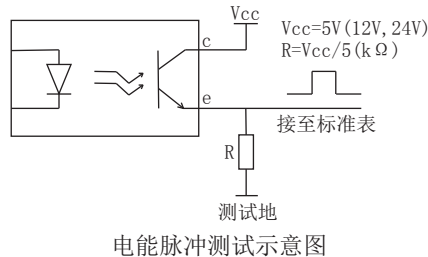 Vcc
Vcc=5V(12V,24V)
R=Vcc/5(kΩ)
c
e
接至标准表
R
测试地
电能脉冲测试示意图